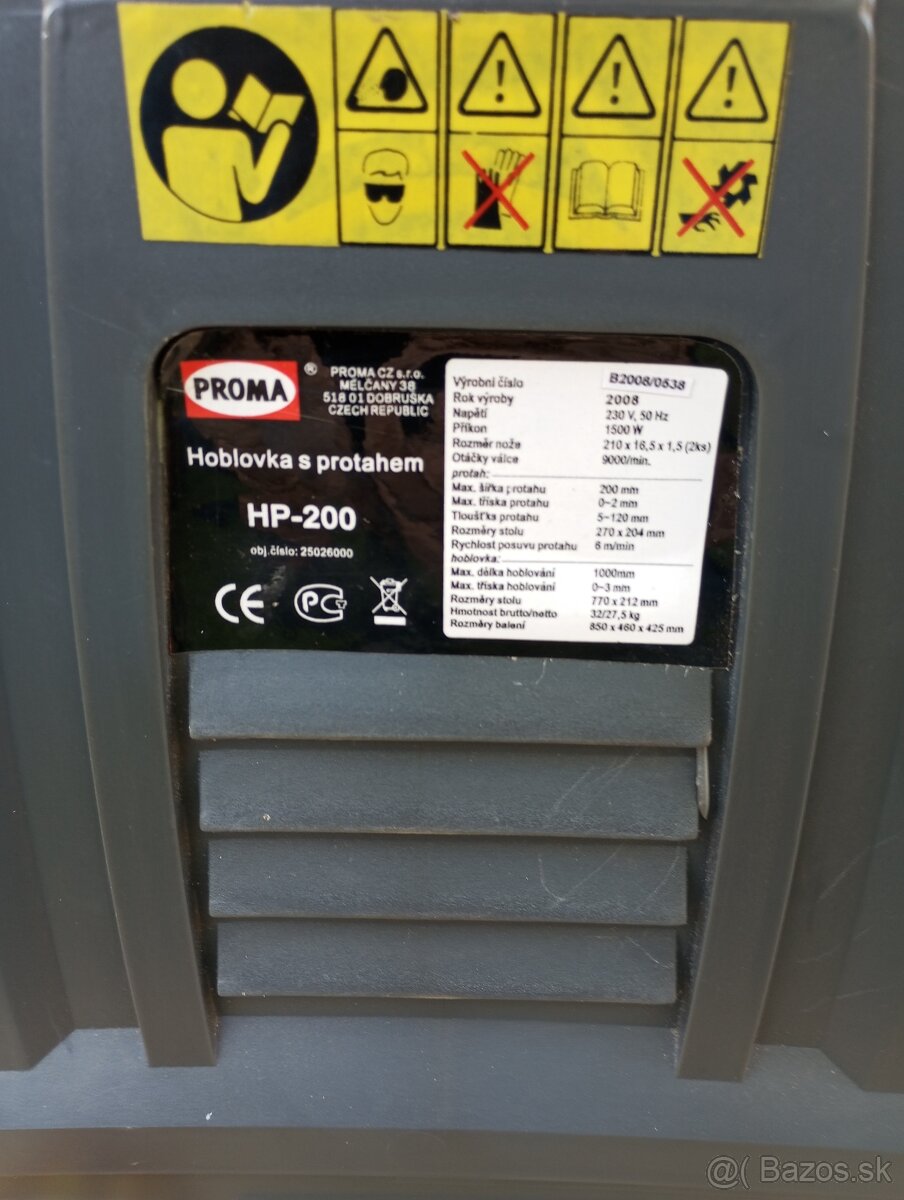 PROMA ®
PROMA CZ s.r.o.
MĚLČANY 38
518 01 DOBRUŠKA
CZECH REPUBLIC
Hoblovka s protahem
HP-200
obj.číslo: 25026000
CE
PCT
Výrobní číslo B2008/0538
Rok výroby 2008
Napětí 230 V, 50 Hz
Příkon 1500 W
Rozměr nože 210 x 16,5 x 1,5 (2ks)
Otáčky válce 9000/min.
protah:
Max. šířka protahu 200 mm
Max. tříska protahu 0-2 mm
Tloušťka protahu 5-120 mm
Rozměry stolu 270 x 204 mm
Rychlost posuvu protahu 6 m/min
hoblovka:
Max. délka hoblování 1000mm
Max. tříska hoblování 0-3 mm
Rozměry stolu 770 x 212 mm
Hmotnost brutto/netto 32/27,5 kg
Rozměry balení 850 x 460 x 425 mm
@( Bazos.sk